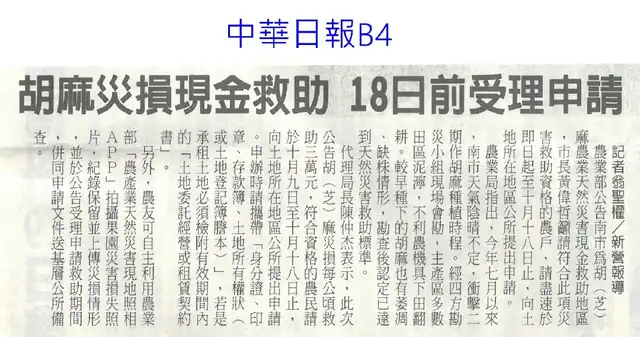 中華日報B4
胡麻災損現金救助 18日前受理申請
記者翁聖權/新營報導
農業部公告南市為胡(芝)
麻農業天然災害現金救助地區
,市長黃偉哲籲請符合此項災
害救助資格的農戶,請盡速於
即日起至十月十八日止,向土
地所在地區公所提出申請。
農業局指出,今年七月以來
,南市天氣陰晴不定,衝擊二
期作胡麻種植時程。經四方勘
災小組現場會勘,主產區多數
田區泥濘,不利農機具下田翻
耕。較早種下的胡麻也有萎凋
、缺株情形,勘查後認定已達
到天然災害救助標準。
代理局長陳仲杰表示,此次
公告胡(芝)麻災損每公頃救
助三萬元,符合資格的農民請
於十月九日至十月十八日止,
向土地所在地區公所提出申請
。申辦時請攜帶「身分證、印
章、存款簿、土地所有權狀(
或土地登記簿謄本)」,若是
承租土地必須檢附有效期間內
的「土地委託經營或租賃契約
書」。
另外,農友可自主利用農業
部「農產業天然災害現地照相
APP」拍攝果園災害損失照
片,紀錄保留並上傳災損情形
,並於公告受理申請救助期間
,併同申請文件送基層公所備
查。